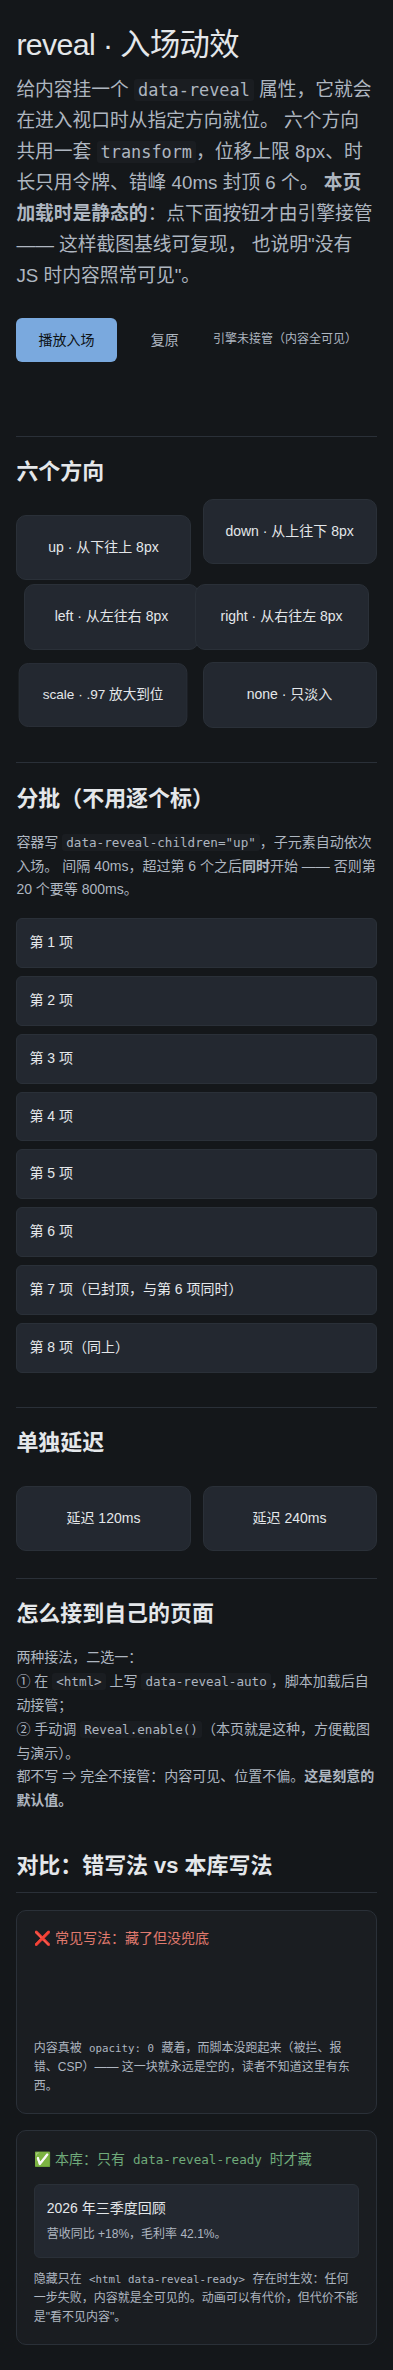 reveal · 入场动效
给内容挂一个 data-reveal 属性，它就会
在进入视口时从指定方向就位。 六个方向
共用一套 transform，位移上限 8px、时
长只用令牌、错峰 40ms 封顶 6 个。 本页
加载时是静态的：点下面按钮才由引擎接管
—— 这样截图基线可复现， 也说明"没有
JS 时内容照常可见"。
播放入场 复原 引擎未接管（内容全可见）
六个方向
up · 从下往上 8px
down · 从上往下 8px
left · 从左往右 8px
right · 从右往左 8px
scale · .97 放大到位
none · 只淡入
分批（不用逐个标）
容器写 data-reveal-children="up"，子元素自动依次
入场。 间隔 40ms，超过第 6 个之后同时开始 —— 否则第
20 个要等 800ms。
第 1 项
第 2 项
第 3 项
第 4 项
第 5 项
第 6 项
第 7 项（已封顶，与第 6 项同时）
第 8 项（同上）
单独延迟
延迟 120ms
延迟 240ms
怎么接到自己的页面
两种接法，二选一：
① 在 <html> 上写 data-reveal-auto，脚本加载后自
动接管；
② 手动调 Reveal.enable()（本页就是这种，方便截图
与演示）。
都不写 ⇒ 完全不接管：内容可见、位置不偏。这是刻意的
默认值。
对比：错写法 vs 本库写法
❌ 常见写法：藏了但没兜底
内容真被 opacity: 0 藏着，而脚本没跑起来（被拦、报
错、CSP）—— 这一块就永远是空的，读者不知道这里有东
西。
✅ 本库：只有 data-reveal-ready 时才藏
2026 年三季度回顾
营收同比 +18%，毛利率 42.1%。
隐藏只在 <html data-reveal-ready> 存在时生效：任何
一步失败，内容就是全可见的。动画可以有代价，但代价不能
是"看不见内容"。